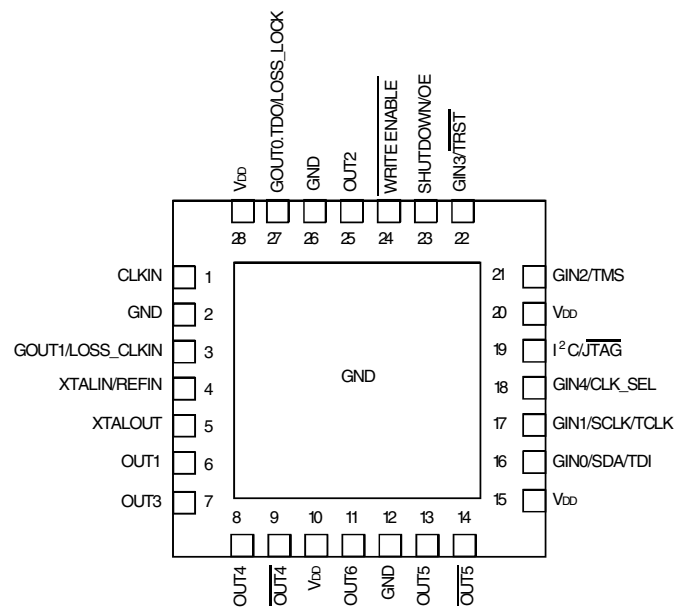 VDD
GOUT0.TDO/LOSS_LOCK
GND
OUT2
WRITE ENABLE
SHUTDOWN/OE
GIN3/TRST
28
27
26
25
24
23
22
CLKIN 1
GND 2
GOUT1/LOSS_CLKIN 3
XTALIN/REFIN 4
XTALOUT 5
OUT1 6
OUT3 7
GND
21 GIN2/TMS
20 VDD
19 I²C/JTAG
18 GIN4/CLK_SEL
17 GIN1/SCLK/TCLK
16 GIN0/SDA/TDI
15 VDD
8
9
10
11
12
13
14
OUT4
OUT4
VDD
OUT6
GND
OUT5
OUT5